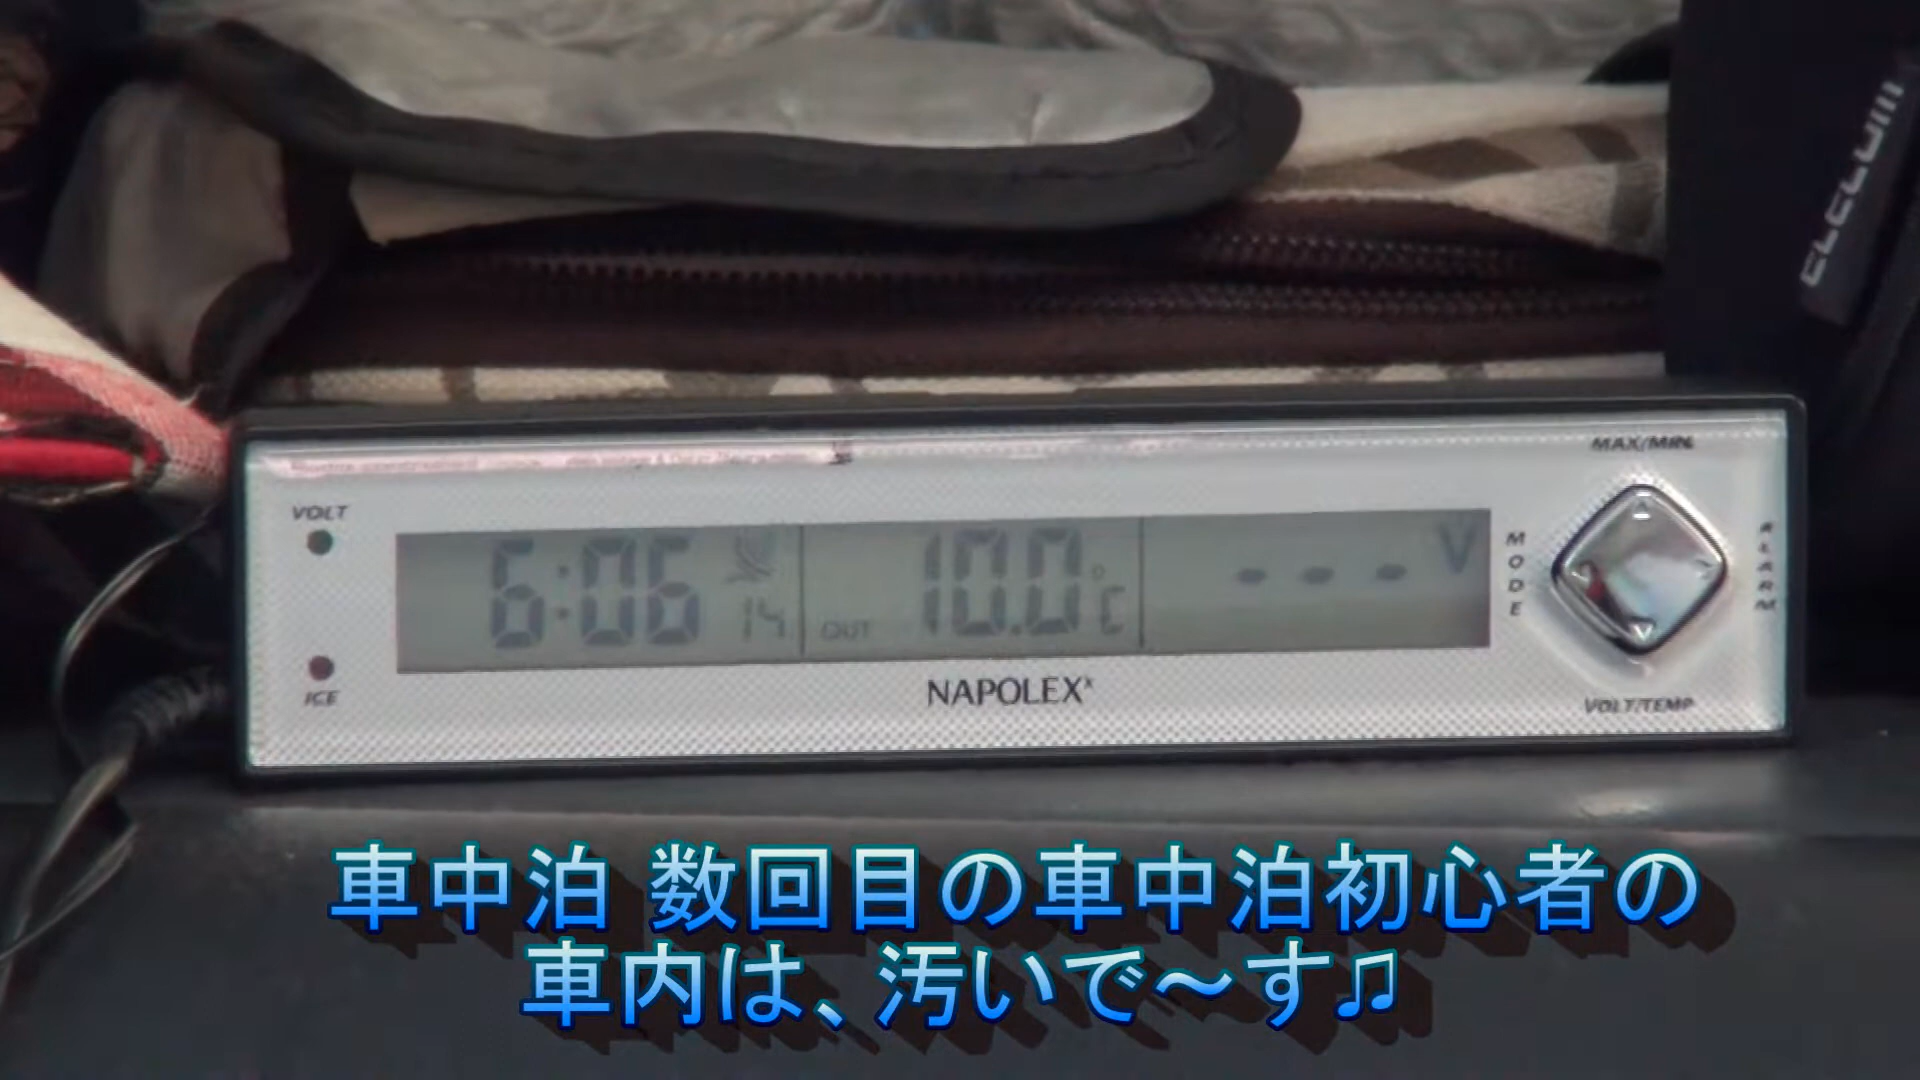 ELECOM
MAX/MIN.
VOLT
6:06 14
OUT 10.0°C
- - - V
MODE
ALARM
ICE
NAPOLEX
VOLT/TEMP
車中泊 数回目の車中泊初心者の
車内は、汚いで～す♫